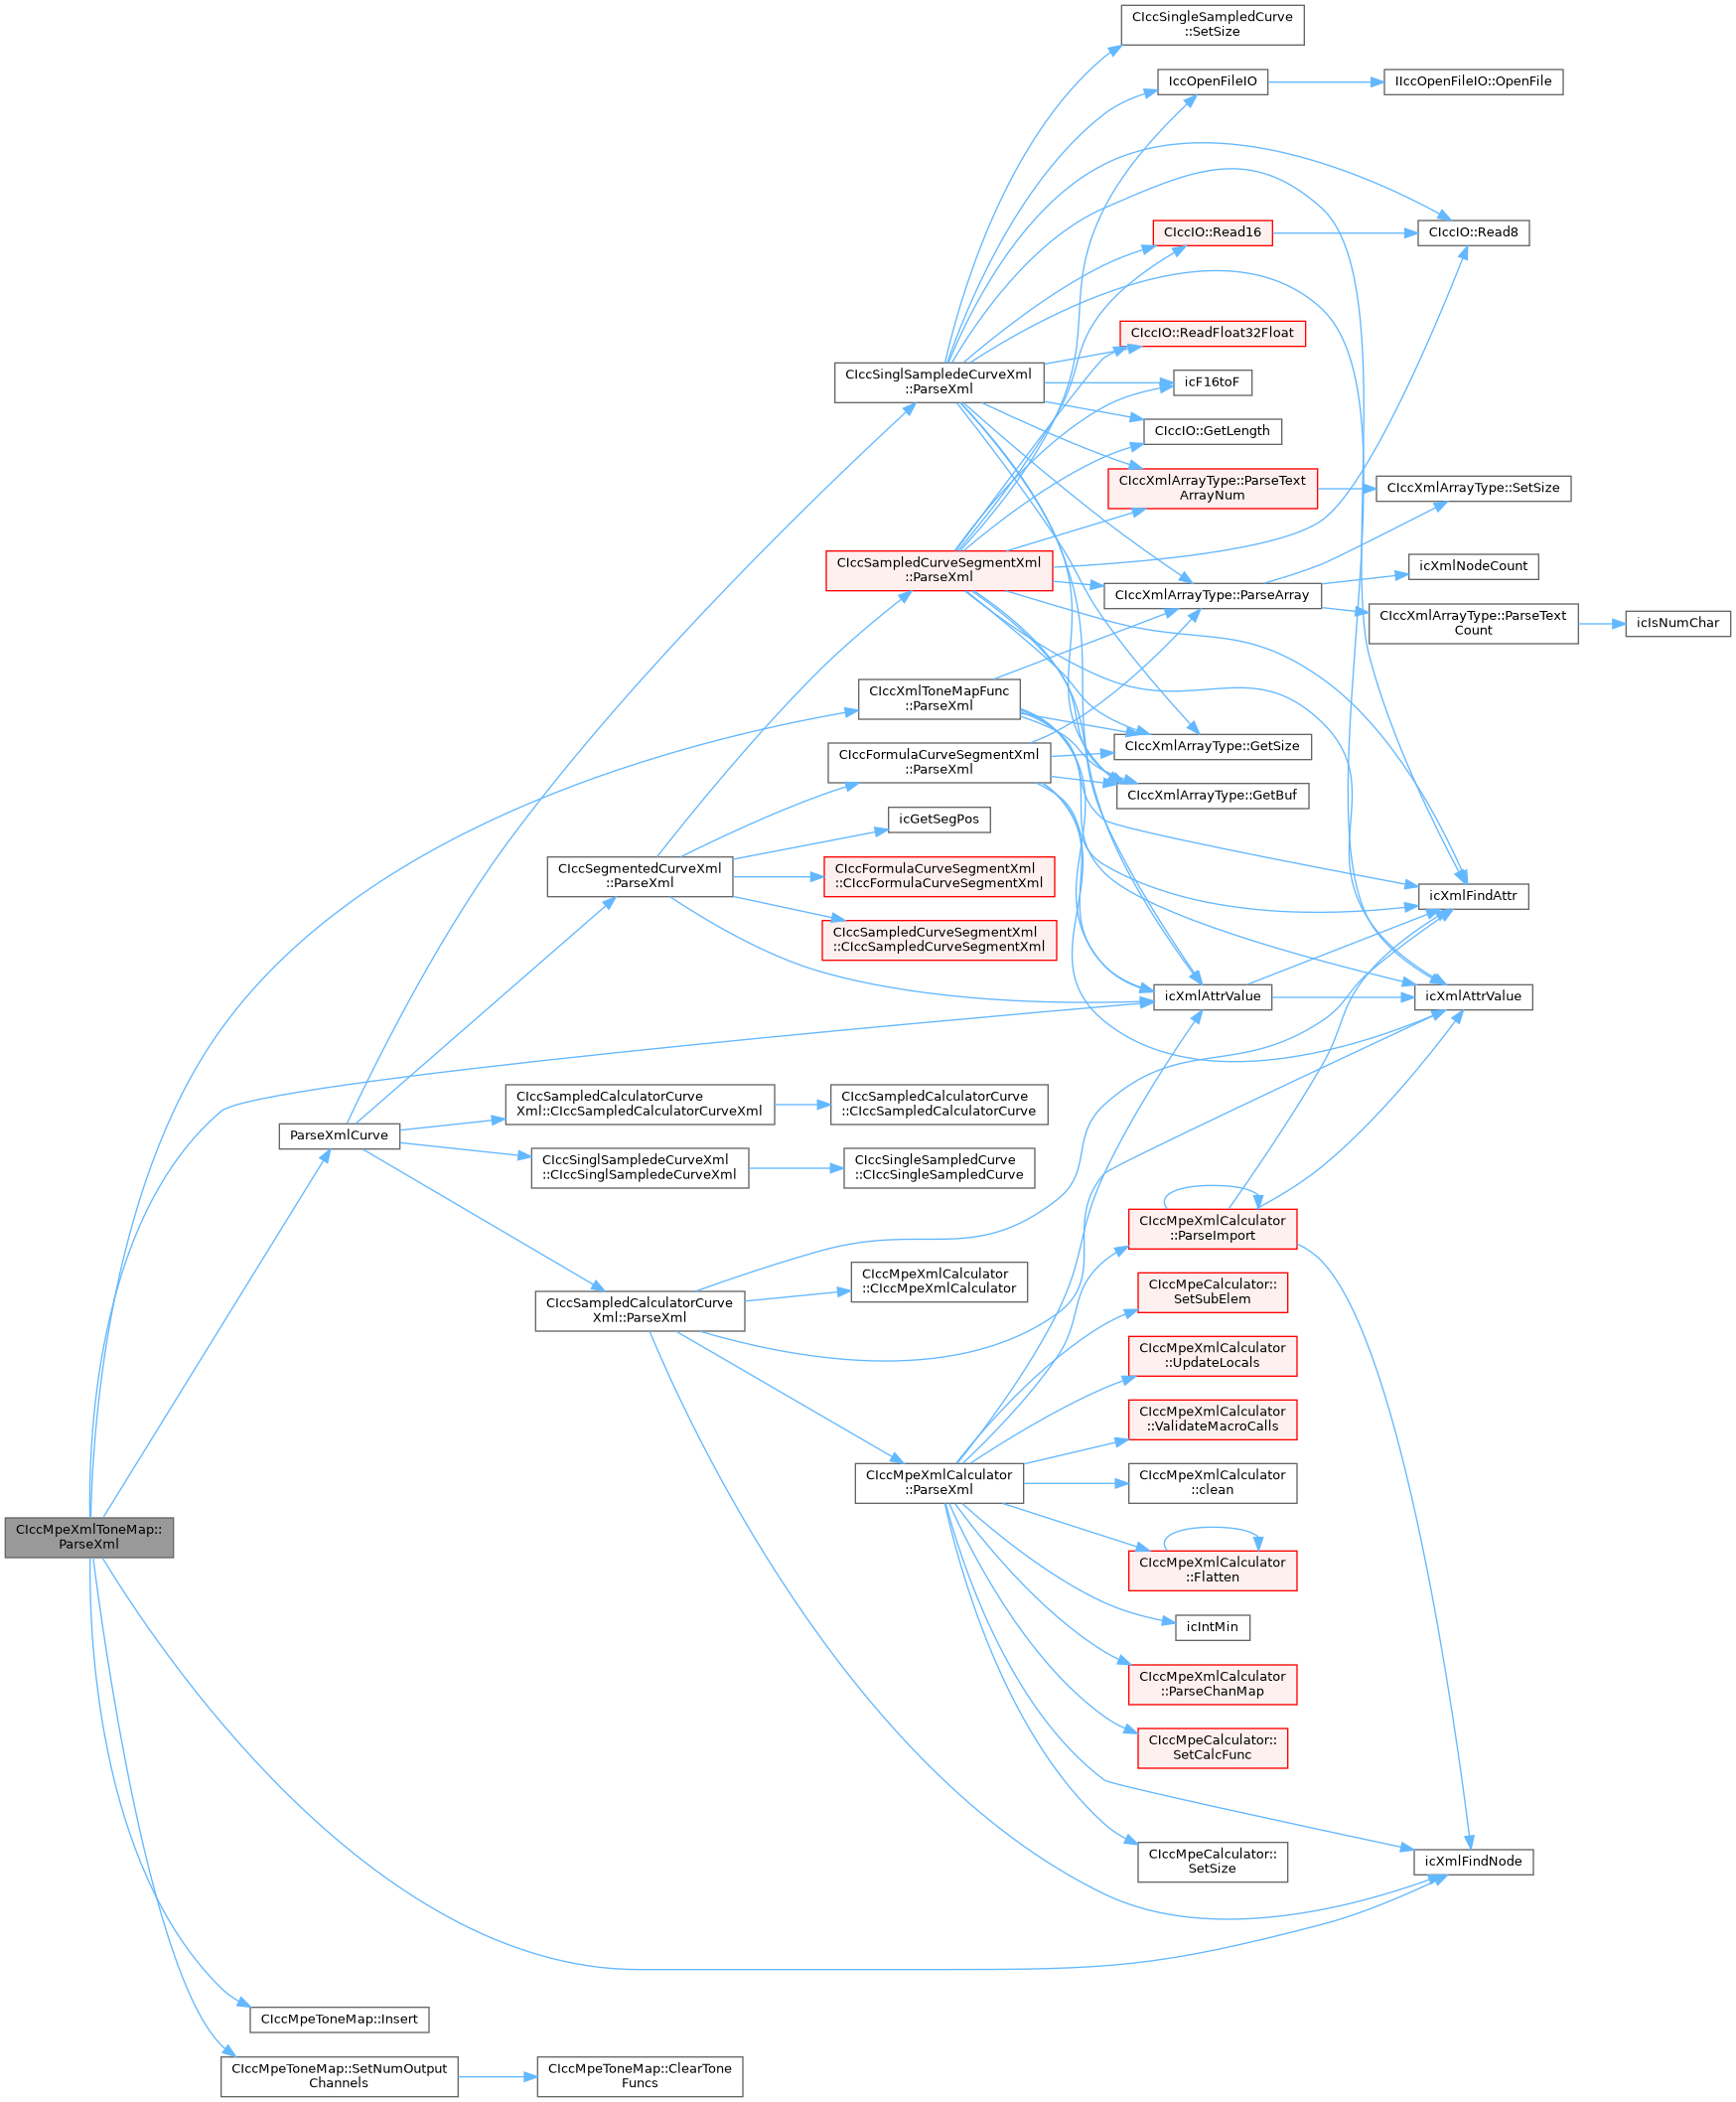 CIccSingleSampledCurve
::SetSize
IccOpenFileIO
IIccOpenFileIO::OpenFile
CIccIO::Read16
CIccIO::Read8
CIccIO::ReadFloat32Float
CIccSinglSampledeCurveXml
::ParseXml
icF16toF
CIccIO::GetLength
CIccXmlArrayType::ParseText
ArrayNum
CIccXmlArrayType::SetSize
CIccSampledCurveSegmentXml
::ParseXml
icXmlNodeCount
CIccXmlArrayType::ParseArray
CIccXmlArrayType::ParseText
Count
icIsNumChar
CIccXmlToneMapFunc
::ParseXml
CIccFormulaCurveSegmentXml
::ParseXml
CIccXmlArrayType::GetSize
CIccXmlArrayType::GetBuf
icGetSegPos
CIccSegmentedCurveXml
::ParseXml
CIccFormulaCurveSegmentXml
::CIccFormulaCurveSegmentXml
icXmlFindAttr
CIccSampledCurveSegmentXml
::CIccSampledCurveSegmentXml
icXmlAttrValue
icXmlAttrValue
CIccSampledCalculatorCurve
Xml::CIccSampledCalculatorCurveXml
CIccSampledCalculatorCurve
::CIccSampledCalculatorCurve
ParseXmlCurve
CIccSinglSampledeCurveXml
::CIccSinglSampledeCurveXml
CIccSingleSampledCurve
::CIccSingleSampledCurve
CIccMpeXmlCalculator
::ParseImport
CIccMpeXmlCalculator
::CIccMpeXmlCalculator
CIccSampledCalculatorCurve
Xml::ParseXml
CIccMpeCalculator::
SetSubElem
CIccMpeXmlCalculator
::UpdateLocals
CIccMpeXmlCalculator
::ValidateMacroCalls
CIccMpeXmlCalculator
::ParseXml
CIccMpeXmlCalculator
::clean
CIccMpeXmlToneMap::
ParseXml
CIccMpeXmlCalculator
::Flatten
icIntMin
CIccMpeXmlCalculator
::ParseChanMap
CIccMpeCalculator::
SetCalcFunc
CIccMpeCalculator::
SetSize
icXmlFindNode
CIccMpeToneMap::Insert
CIccMpeToneMap::SetNumOutput
Channels
CIccMpeToneMap::ClearTone
Funcs